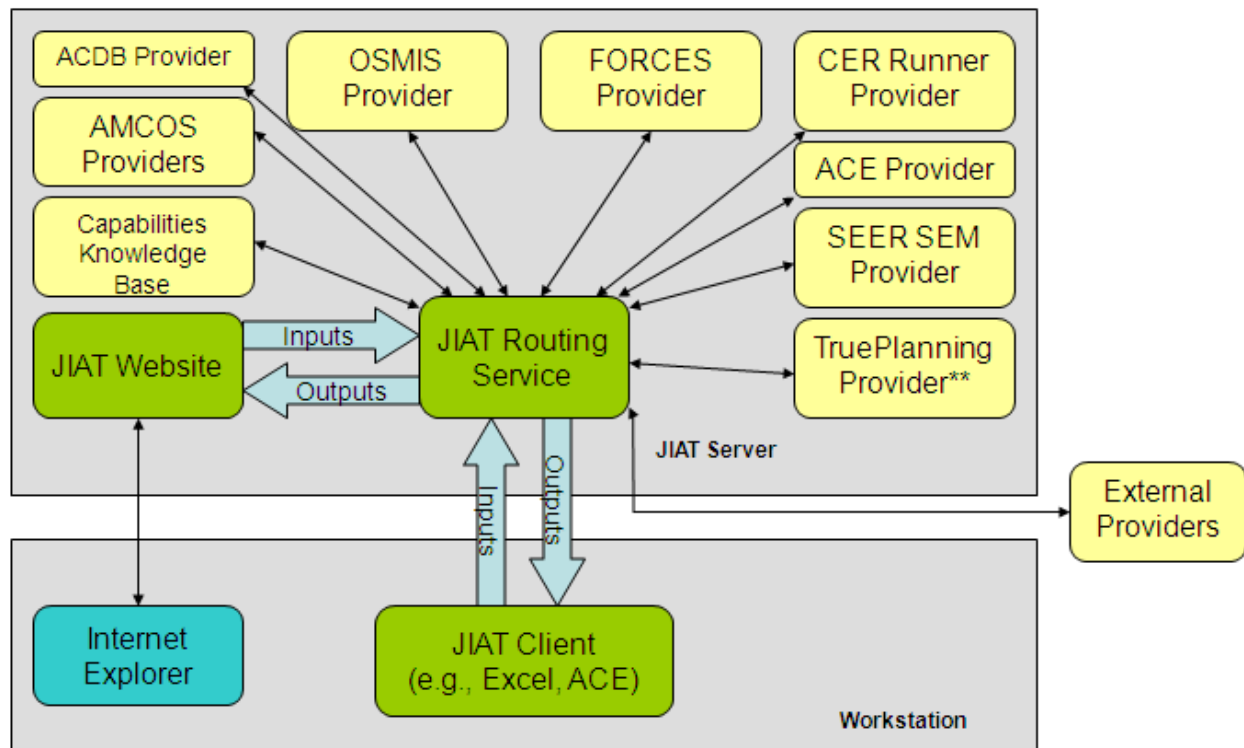 ACDB Provider
OSMIS
Provider
FORCES
Provider
CER Runner
Provider
AMCOS
Providers
ACE Provider
Capabilities
Knowledge
Base
SEER SEM
Provider
JIAT Website
Inputs
Outputs
JIAT Routing
Service
TruePlanning
Provider**
JIAT Server
Inputs
Outputs
External
Providers
Internet
Explorer
JIAT Client
(e.g., Excel, ACE)
Workstation